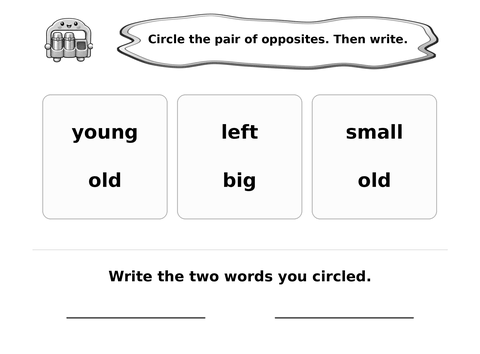 Circle the pair of opposites. Then write.
young
old
left
big
small
old
Write the two words you circled.